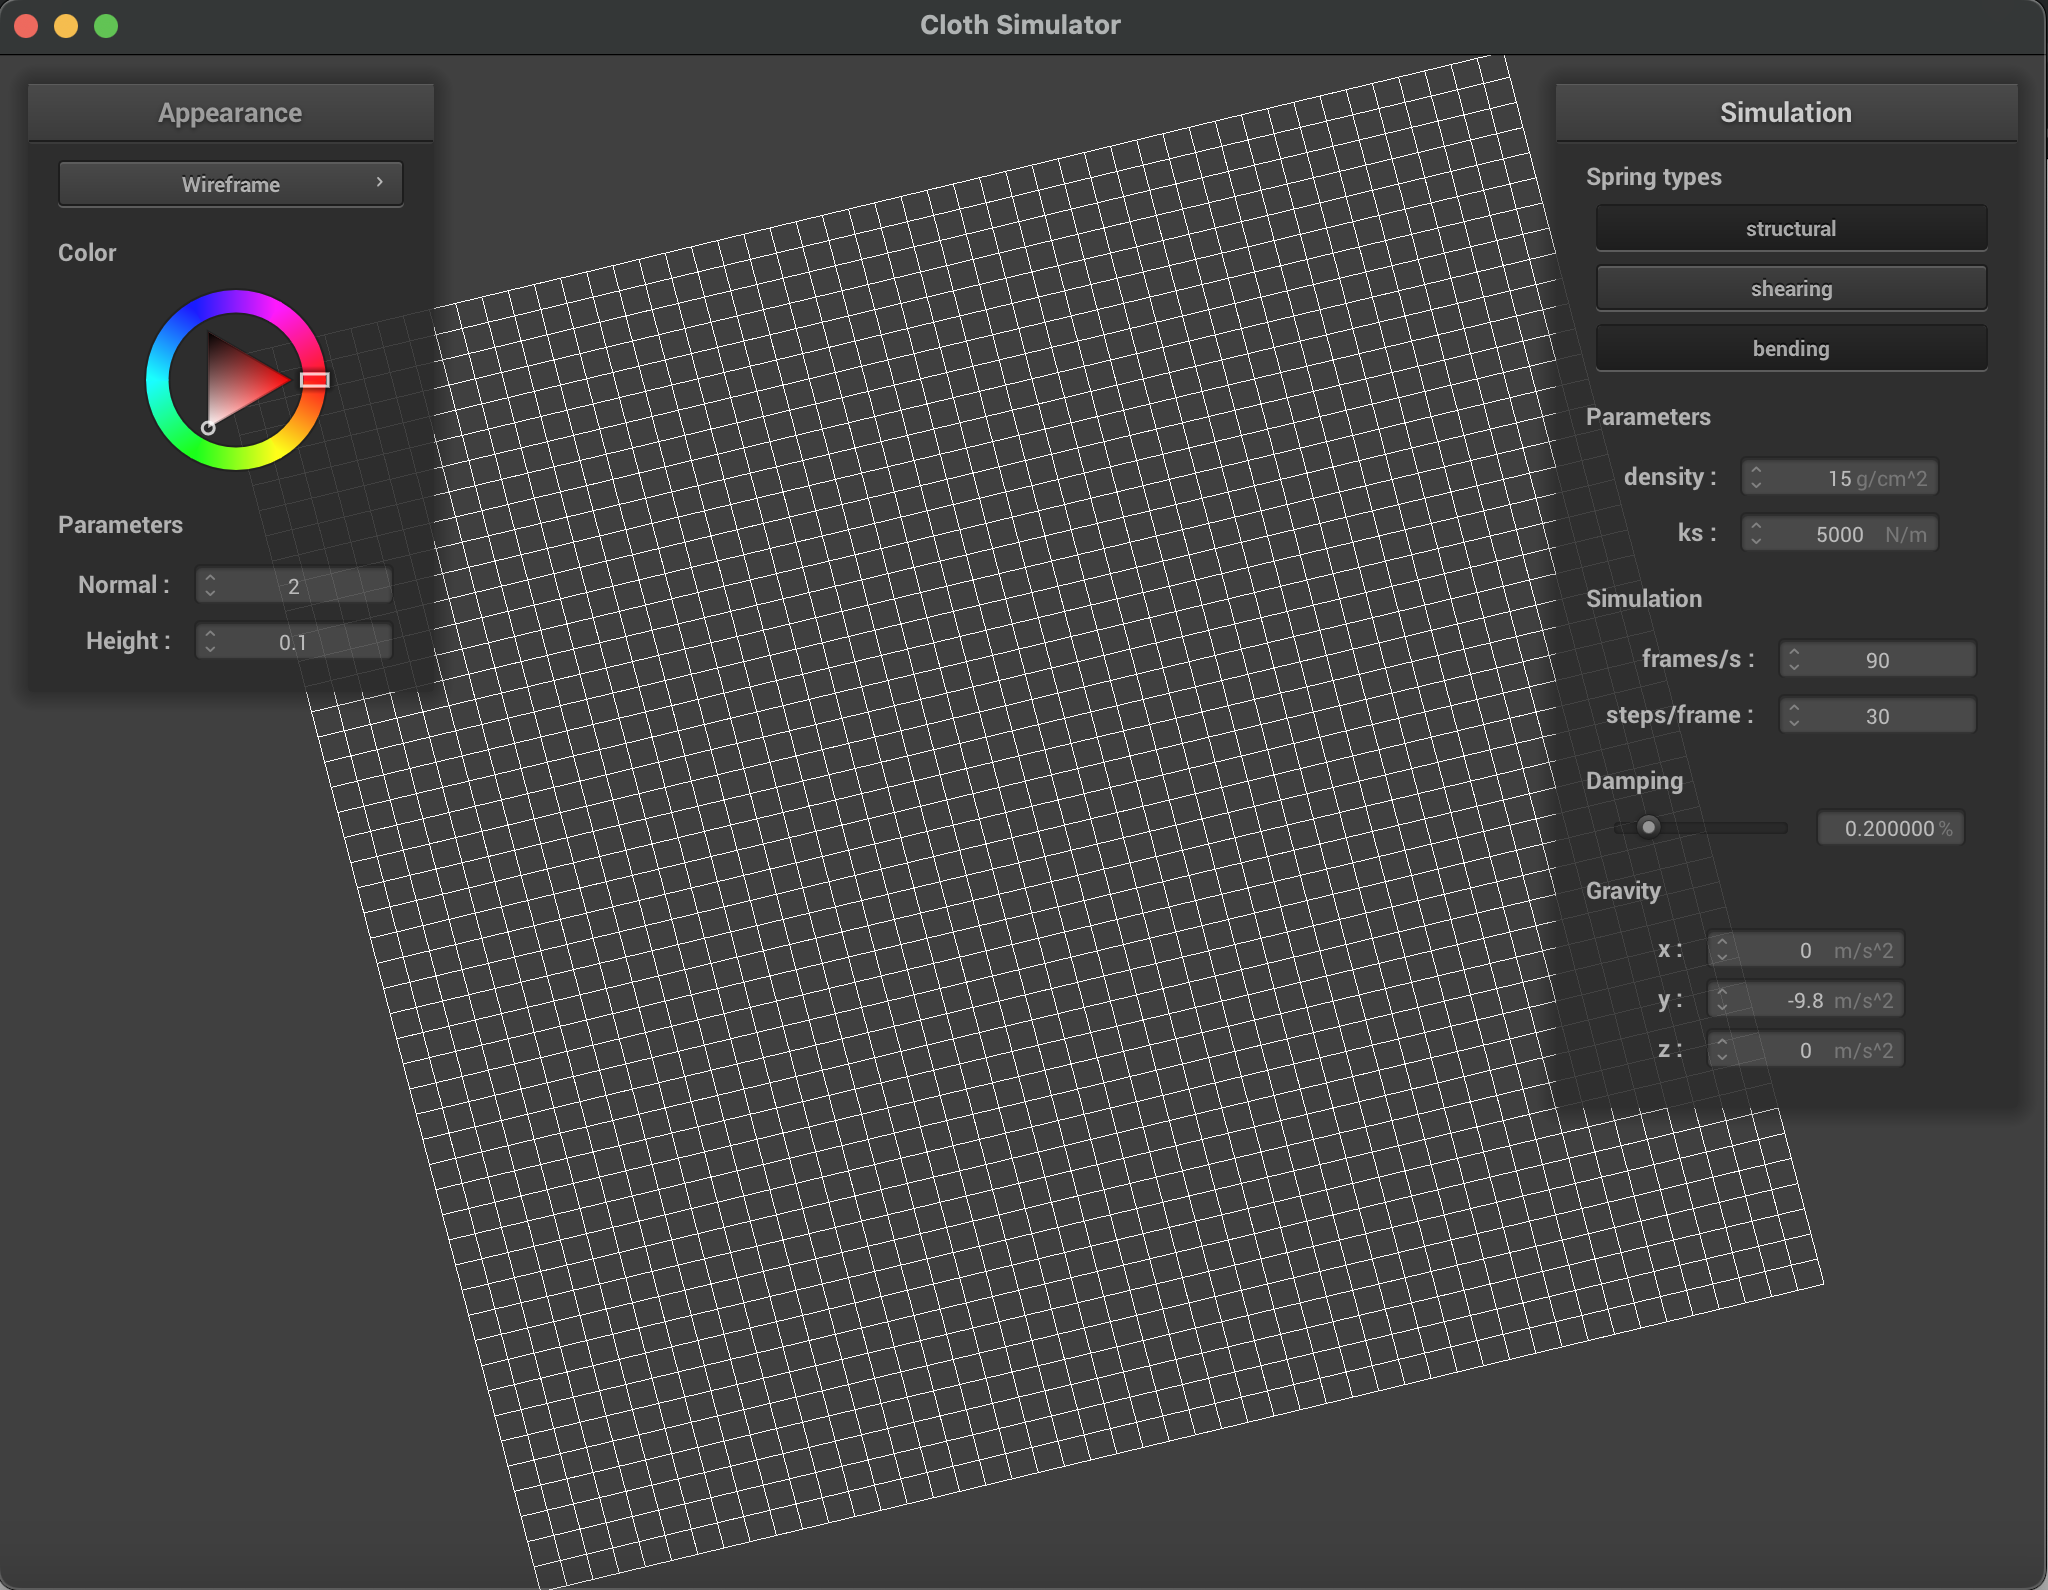 Cloth Simulator
Appearance
Wireframe
Color
Parameters
Normal : 2
Height : 0.1
Simulation
Spring types
structural
shearing
bending
Parameters
density : 15 g/cm^2
ks : 5000 N/m
Simulation
frames/s : 90
steps/frame : 30
Damping
0.200000 %
Gravity
x : 0 m/s^2
y : -9.8 m/s^2
z : 0 m/s^2